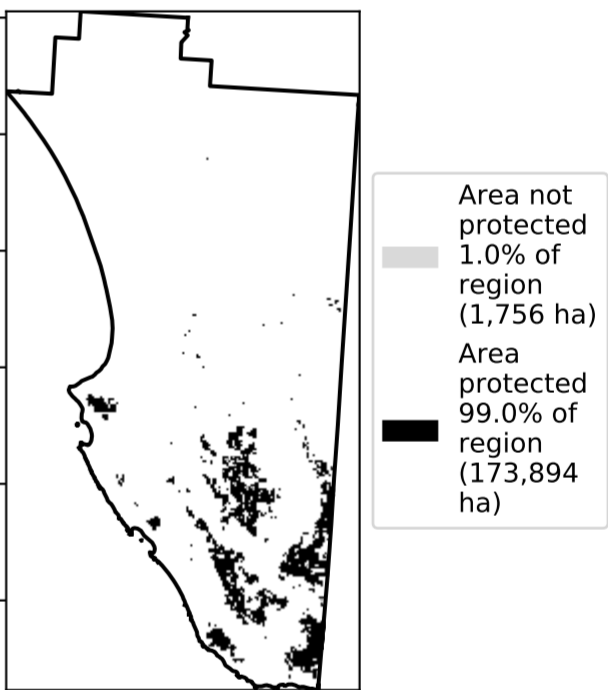 Area not
protected
1.0% of
region
(1,756 ha)
Area
protected
99.0% of
region
(173,894
ha)